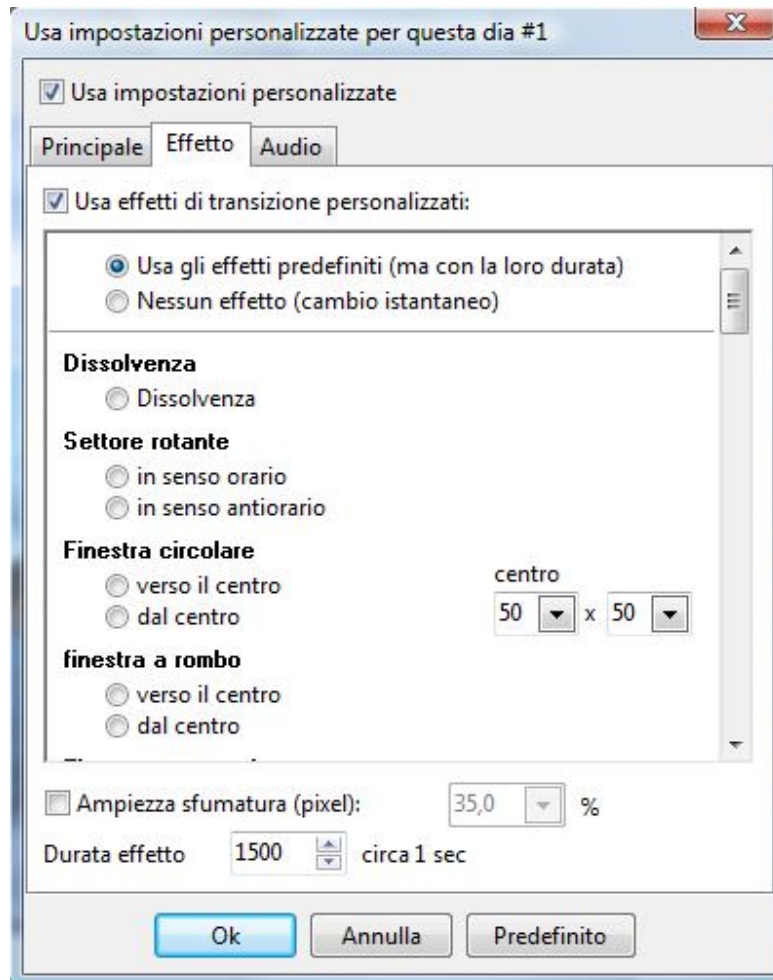 Usa impostazioni personalizzate per questa dia #1
Usa impostazioni personalizzate
Principale Effetto Audio
Usa effetti di transizione personalizzati:
Usa gli effetti predefiniti (ma con la loro durata)
Nessun effetto (cambio istantaneo)
Dissolvenza
Dissolvenza
Settore rotante
in senso orario
in senso antiorario
Finestra circolare
verso il centro
dal centro
centro
50 x 50
finestra a rombo
verso il centro
dal centro
Ampiezza sfumatura (pixel): 35,0 %
Durata effetto 1500 circa 1 sec
Ok Annulla Predefinito